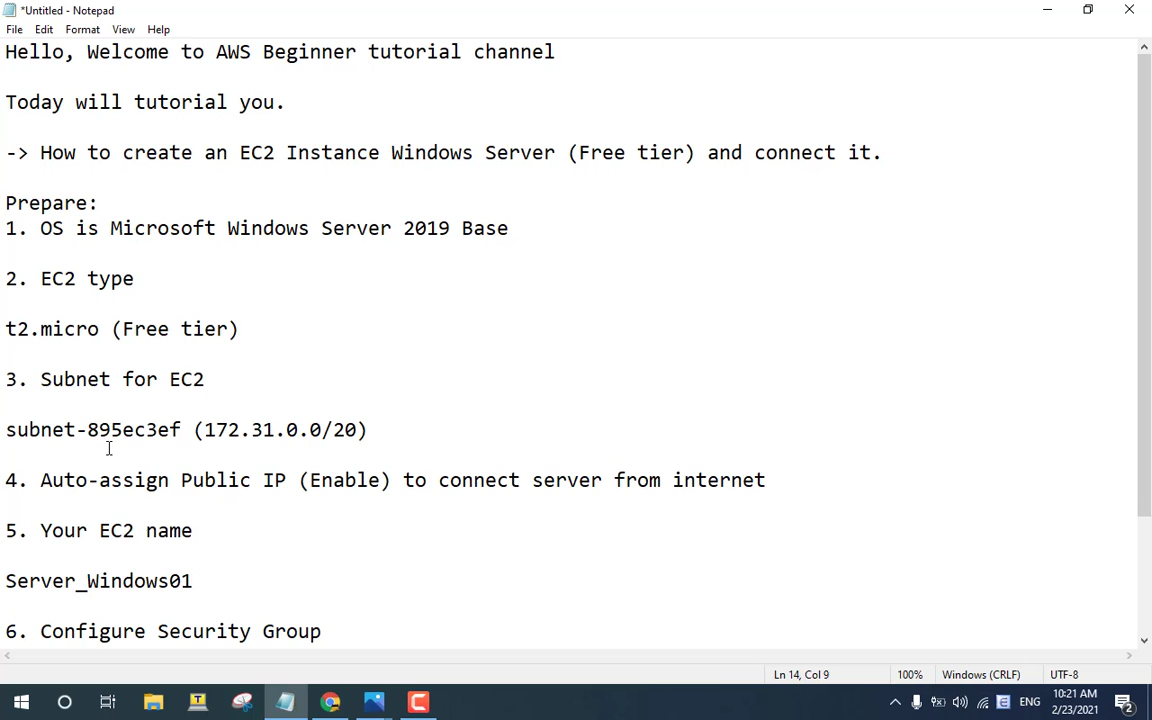 *Untitled - Notepad
File Edit Format View Help
Hello, Welcome to AWS Beginner tutorial channel
Today will tutorial you.
-> How to create an EC2 Instance Windows Server (Free tier) and connect it.
Prepare:
1. OS is Microsoft Windows Server 2019 Base
2. EC2 type
t2.micro (Free tier)
3. Subnet for EC2
subnet-895ec3ef (172.31.0.0/20)
4. Auto-assign Public IP (Enable) to connect server from internet
5. Your EC2 name
Server_Windows01
6. Configure Security Group
Ln 14, Col 9 100% Windows (CRLF) UTF-8
ENG 10:21 AM
2/23/2021 2